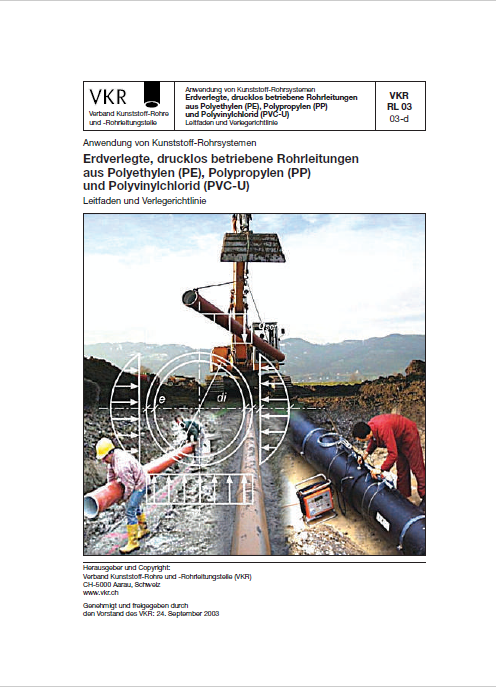 VKR
Verband Kunststoff-Rohre
und -Rohrleitungsteile
Anwendung von Kunststoff-Rohrsystemen
Erdverlegte, drucklos betriebene Rohrleitungen
aus Polyethylen (PE), Polypropylen (PP)
und Polyvinylchlorid (PVC-U)
Leitfaden und Verlegerichtlinie
VKR
RL 03
03-d
Anwendung von Kunststoff-Rohrsystemen
Erdverlegte, drucklos betriebene Rohrleitungen
aus Polyethylen (PE), Polypropylen (PP)
und Polyvinylchlorid (PVC-U)
Leitfaden und Verlegerichtlinie
e
di
Herausgeber und Copyright:
Verband Kunststoff-Rohre und -Rohrleitungsteile (VKR)
CH-5000 Aarau, Schweiz
www.vkr.ch
Genehmigt und freigegeben durch
den Vorstand des VKR: 24. September 2003